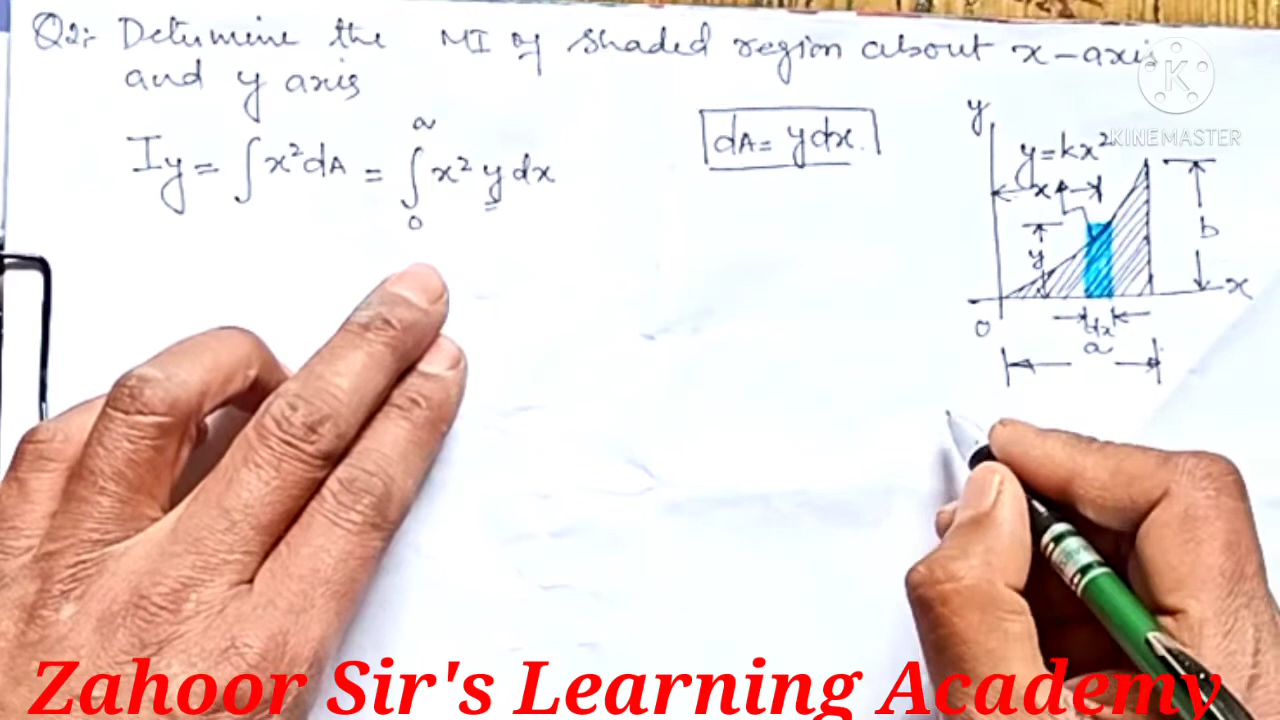 Q2:- Determine the MI of shaded region about x-axis
and y axis
Iy = ∫x²dA = ∫₀ᵃ x² y dx
dA = ydx.
y
KINEMASTER
y=kx²
x
b
y
x
0
dx
a
Zahoor Sir's Learning Academy